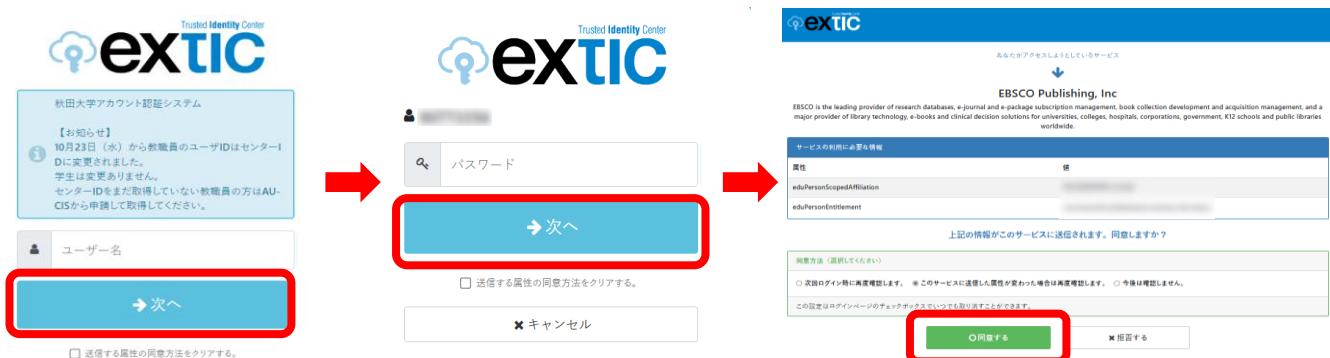 Trusted Identity Center
extic
秋田大学アカウント認証システム
【お知らせ】
10月23日（水）から教職員のユーザIDはセンターI
Dに変更されました。
学生は変更ありません。
センターIDをまだ取得していない教職員の方はAU-
CISから申請して取得してください。
ユーザー名
次へ
送信する属性の同意方法をクリアする。
Trusted Identity Center
extic
パスワード
次へ
送信する属性の同意方法をクリアする。
キャンセル
extic
あなたがアクセスしようとしているサービス
EBSCO Publishing, Inc
EBSCO is the leading provider of research databases, e-journal and e-package subscription management, book collection development and acquisition management, and a
major provider of library technology, e-books and clinical decision solutions for universities, colleges, hospitals, corporations, government, K12 schools and public libraries
worldwide.
サービスの利用に必要な情報
属性 値
eduPersonScopedAffiliation
eduPersonEntitlement
上記の情報がこのサービスに送信されます。同意しますか？
同意方法（選択してください）
次回ログイン時に再度確認します。 このサービスに送信した属性が変わった場合は再度確認します。 今後は確認しません。
この設定はログインページのチェックボックスでいつでも取り消すことができます。
同意する 拒否する